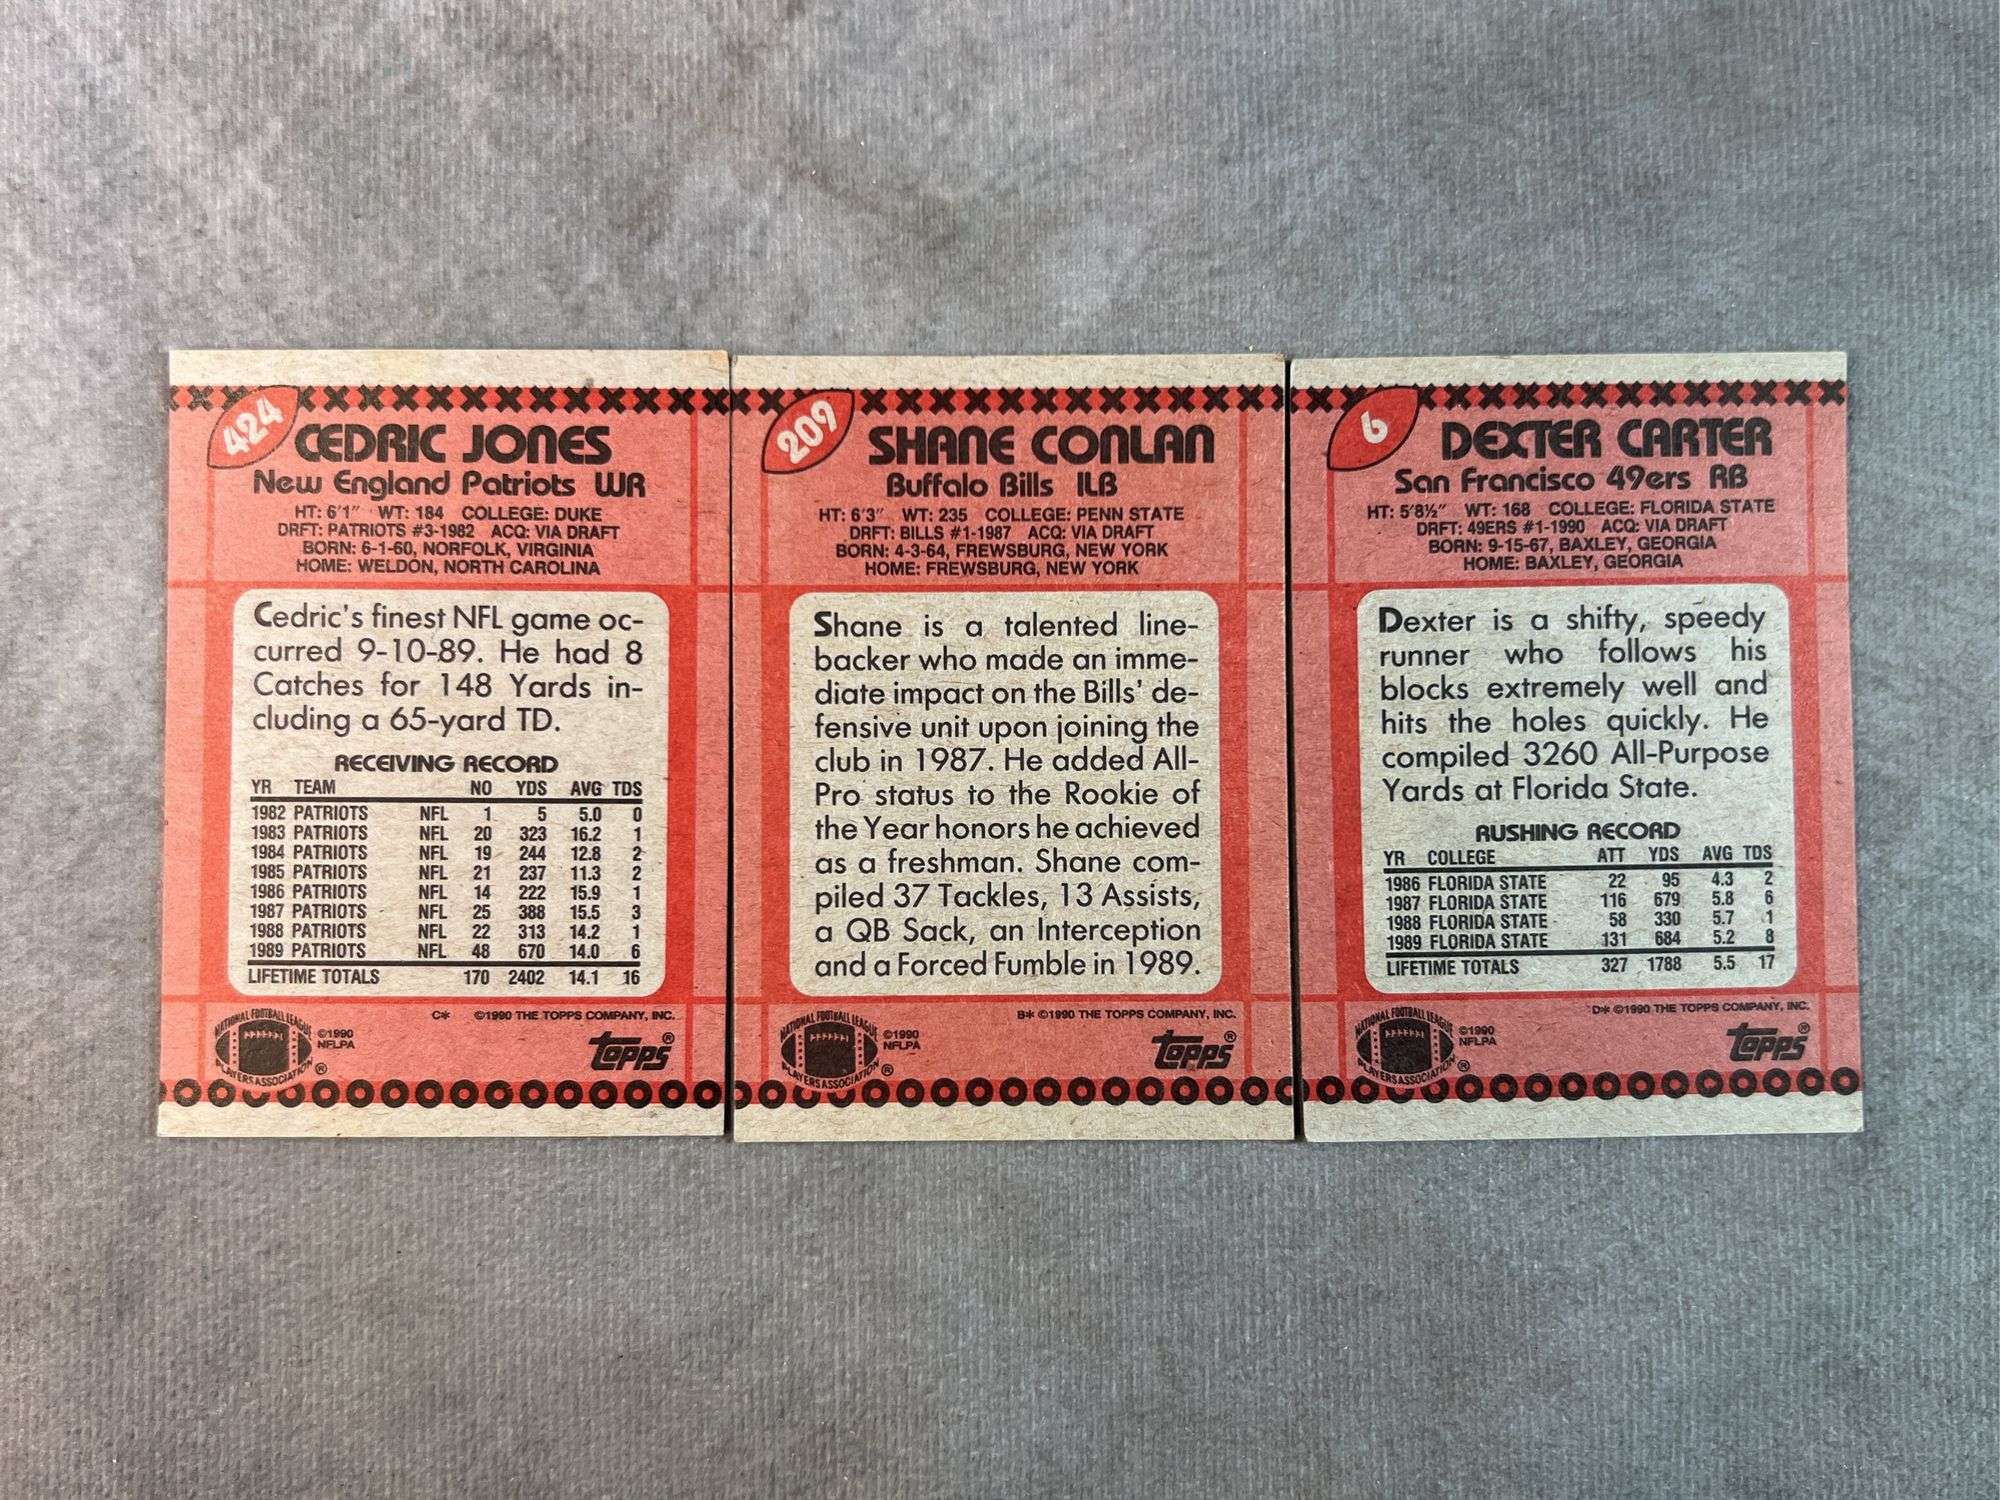 424
CEDRIC JONES
New England Patriots WR
HT: 6'1" WT: 184 COLLEGE: DUKE
DRFT: PATRIOTS #3-1982 ACQ: VIA DRAFT
BORN: 6-1-60, NORFOLK, VIRGINIA
HOME: WELDON, NORTH CAROLINA
Cedric's finest NFL game oc-
curred 9-10-89. He had 8
Catches for 148 Yards in-
cluding a 65-yard TD.
RECEIVING RECORD
YR TEAM NO YDS AVG TDS
1982 PATRIOTS NFL 1 5 5.0 0
1983 PATRIOTS NFL 20 323 16.2 1
1984 PATRIOTS NFL 19 244 12.8 2
1985 PATRIOTS NFL 21 237 11.3 2
1986 PATRIOTS NFL 14 222 15.9 1
1987 PATRIOTS NFL 25 388 15.5 3
1988 PATRIOTS NFL 22 313 14.2 1
1989 PATRIOTS NFL 48 670 14.0 6
LIFETIME TOTALS 170 2402 14.1 16
C* ©1990 THE TOPPS COMPANY, INC.
NATIONAL FOOTBALL LEAGUE
PLAYERS ASSOCIATION ®
©1990
NFLPA
topps®
209
SHANE CONLAN
Buffalo Bills ILB
HT: 6'3" WT: 235 COLLEGE: PENN STATE
DRFT: BILLS #1-1987 ACQ: VIA DRAFT
BORN: 4-3-64, FREWSBURG, NEW YORK
HOME: FREWSBURG, NEW YORK
Shane is a talented line-
backer who made an imme-
diate impact on the Bills' de-
fensive unit upon joining the
club in 1987. He added All-
Pro status to the Rookie of
the Year honors he achieved
as a freshman. Shane com-
piled 37 Tackles, 13 Assists,
a QB Sack, an Interception
and a Forced Fumble in 1989.
B* ©1990 THE TOPPS COMPANY, INC.
NATIONAL FOOTBALL LEAGUE
PLAYERS ASSOCIATION ®
©1990
NFLPA
topps®
6
DEXTER CARTER
San Francisco 49ers RB
HT: 5'8½" WT: 168 COLLEGE: FLORIDA STATE
DRFT: 49ERS #1-1990 ACQ: VIA DRAFT
BORN: 9-15-67, BAXLEY, GEORGIA
HOME: BAXLEY, GEORGIA
Dexter is a shifty, speedy
runner who follows his
blocks extremely well and
hits the holes quickly. He
compiled 3260 All-Purpose
Yards at Florida State.
RUSHING RECORD
YR COLLEGE ATT YDS AVG TDS
1986 FLORIDA STATE 22 95 4.3 2
1987 FLORIDA STATE 116 679 5.8 6
1988 FLORIDA STATE 58 330 5.7 1
1989 FLORIDA STATE 131 684 5.2 8
LIFETIME TOTALS 327 1788 5.5 17
D* ©1990 THE TOPPS COMPANY, INC.
NATIONAL FOOTBALL LEAGUE
PLAYERS ASSOCIATION ®
©1990
NFLPA
topps®